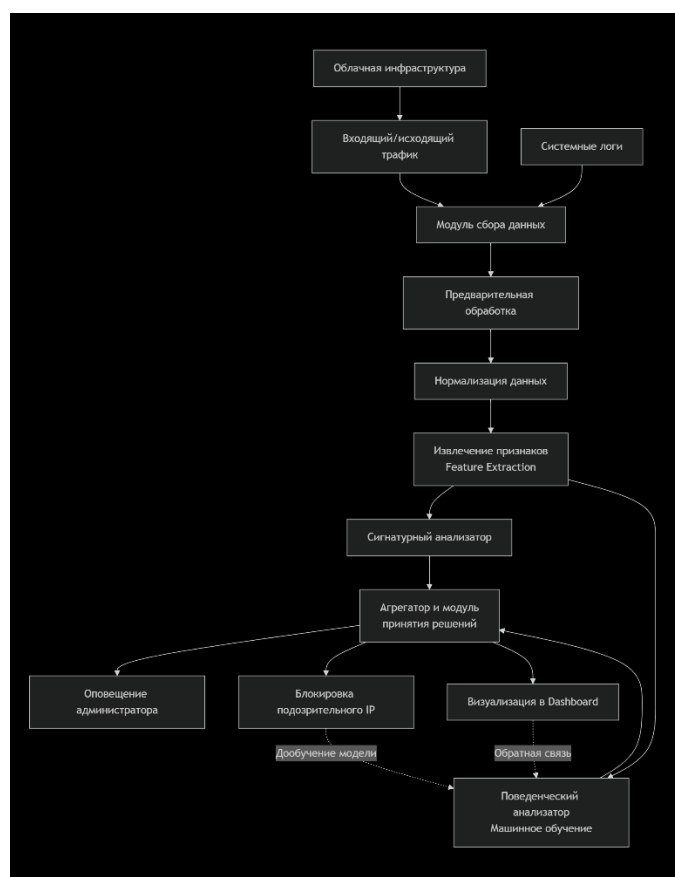 Облачная инфраструктура
Входящий/исходящий
трафик
Системные логи
Модуль сбора данных
Предварительная
обработка
Нормализация данных
Извлечение признаков
Feature Extraction
Сигнатурный анализатор
Агрегатор и модуль
принятия решений
Оповещение
администратора
Блокировка
подозрительного IP
Визуализация в Dashboard
Дообучение модели
Обратная связь
Поведенческий
анализатор
Машинное обучение